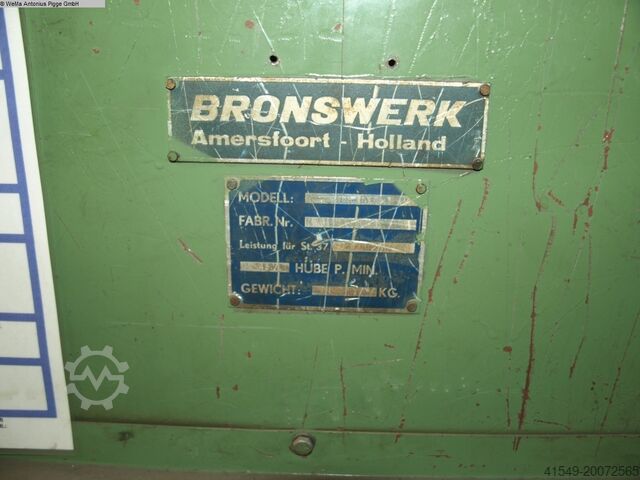 © WeMa Antonius Pigge GmbH
BRONSWERK
Amersfoort - Holland
MODELL:
FABR. Nr.
Leistung für St. 37
HÜBE P. MIN.
GEWICHT: KG.
41549-20072565